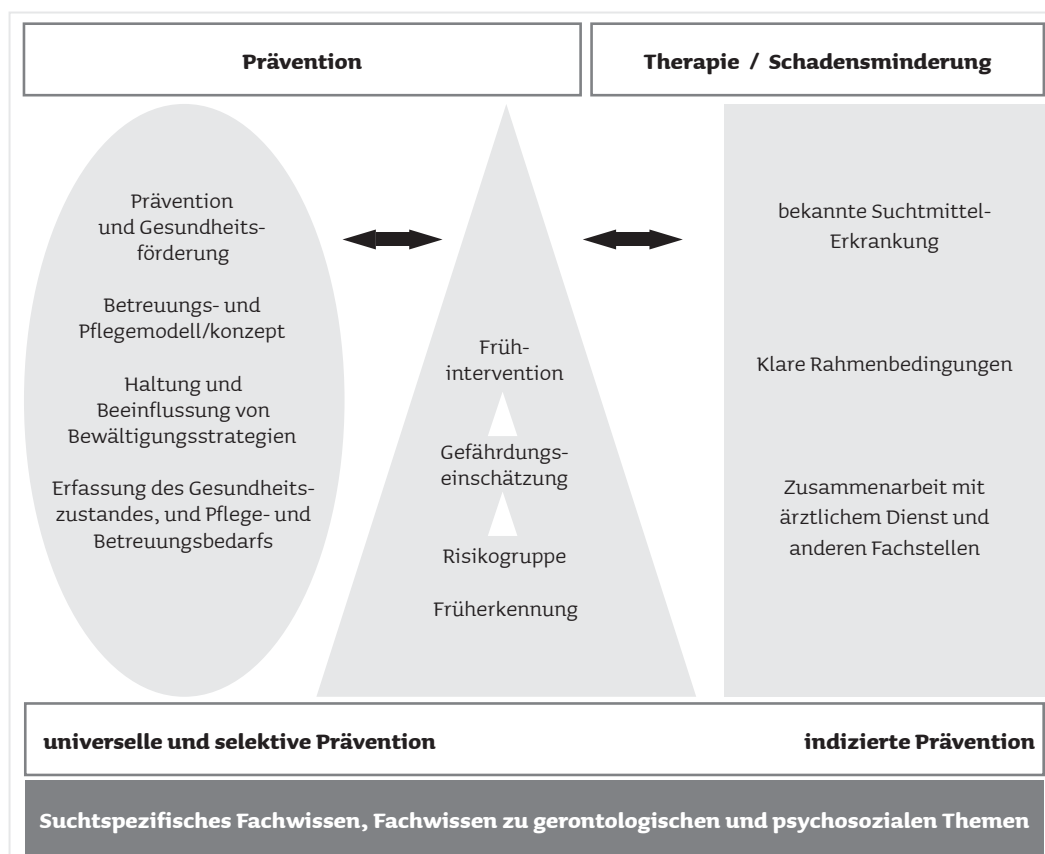 Prävention
Therapie / Schadensminderung
Prävention
und Gesundheits-
förderung
Betreuungs- und
Pflegemodell/konzept
Haltung und
Beeinflussung von
Bewältigungsstrategien
Erfassung des Gesundheits-
zustandes, und Pflege- und
Betreuungsbedarfs
Früh-
intervention
Gefährdungs-
einschätzung
Risikogruppe
Früherkennung
bekannte Suchtmittel-
Erkrankung
Klare Rahmenbedingungen
Zusammenarbeit mit
ärztlichem Dienst und
anderen Fachstellen
universelle und selektive Prävention
indizierte Prävention
Suchtspezifisches Fachwissen, Fachwissen zu gerontologischen und psychosozialen Themen